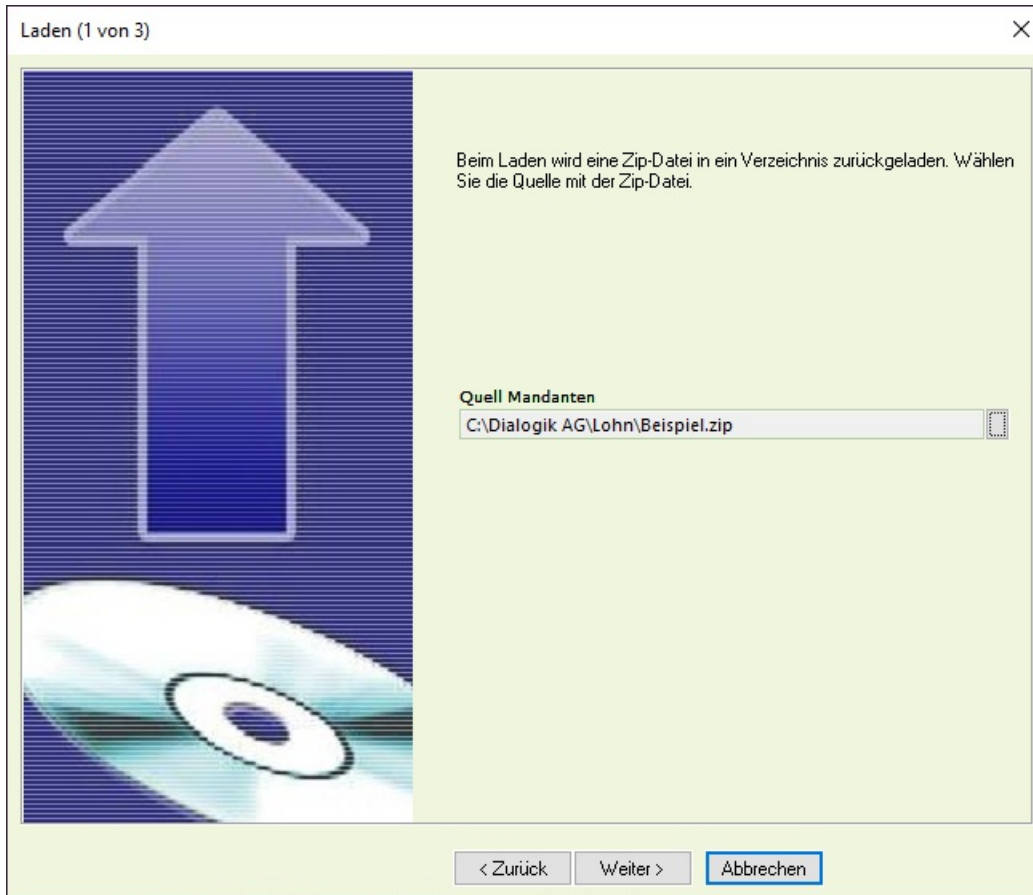 Laden (1 von 3)
Beim Laden wird eine Zip-Datei in ein Verzeichnis zurückgeladen. Wählen
Sie die Quelle mit der Zip-Datei.
Quell Mandanten
C:\Dialogik AG\Lohn\Beispiel.zip
< Zurück
Weiter >
Abbrechen